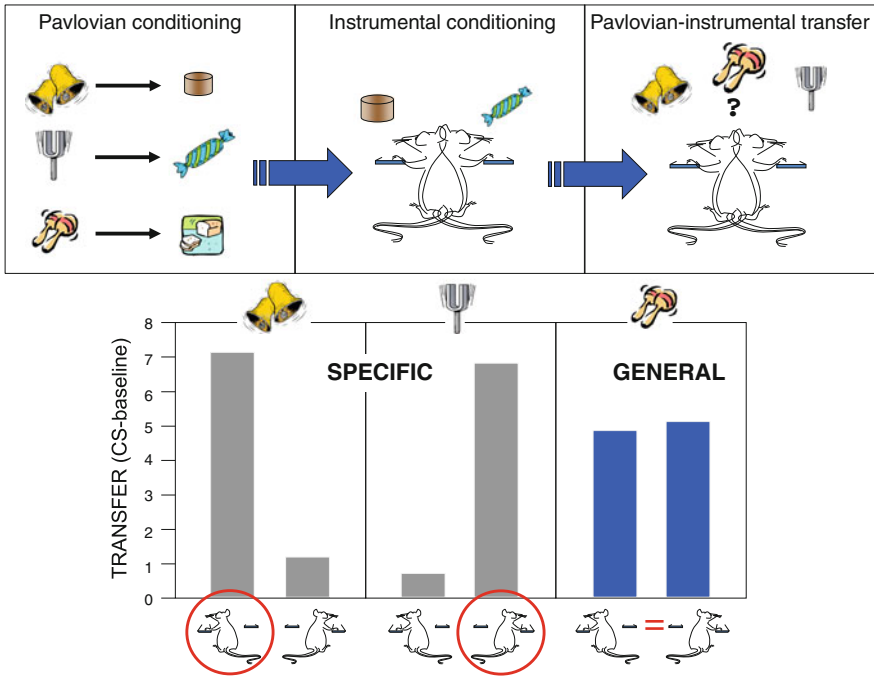 Pavlovian conditioning
Instrumental conditioning
Pavlovian-instrumental transfer
?
TRANSFER (CS-baseline)
8
7
6
5
4
3
2
1
0
SPECIFIC
GENERAL
=